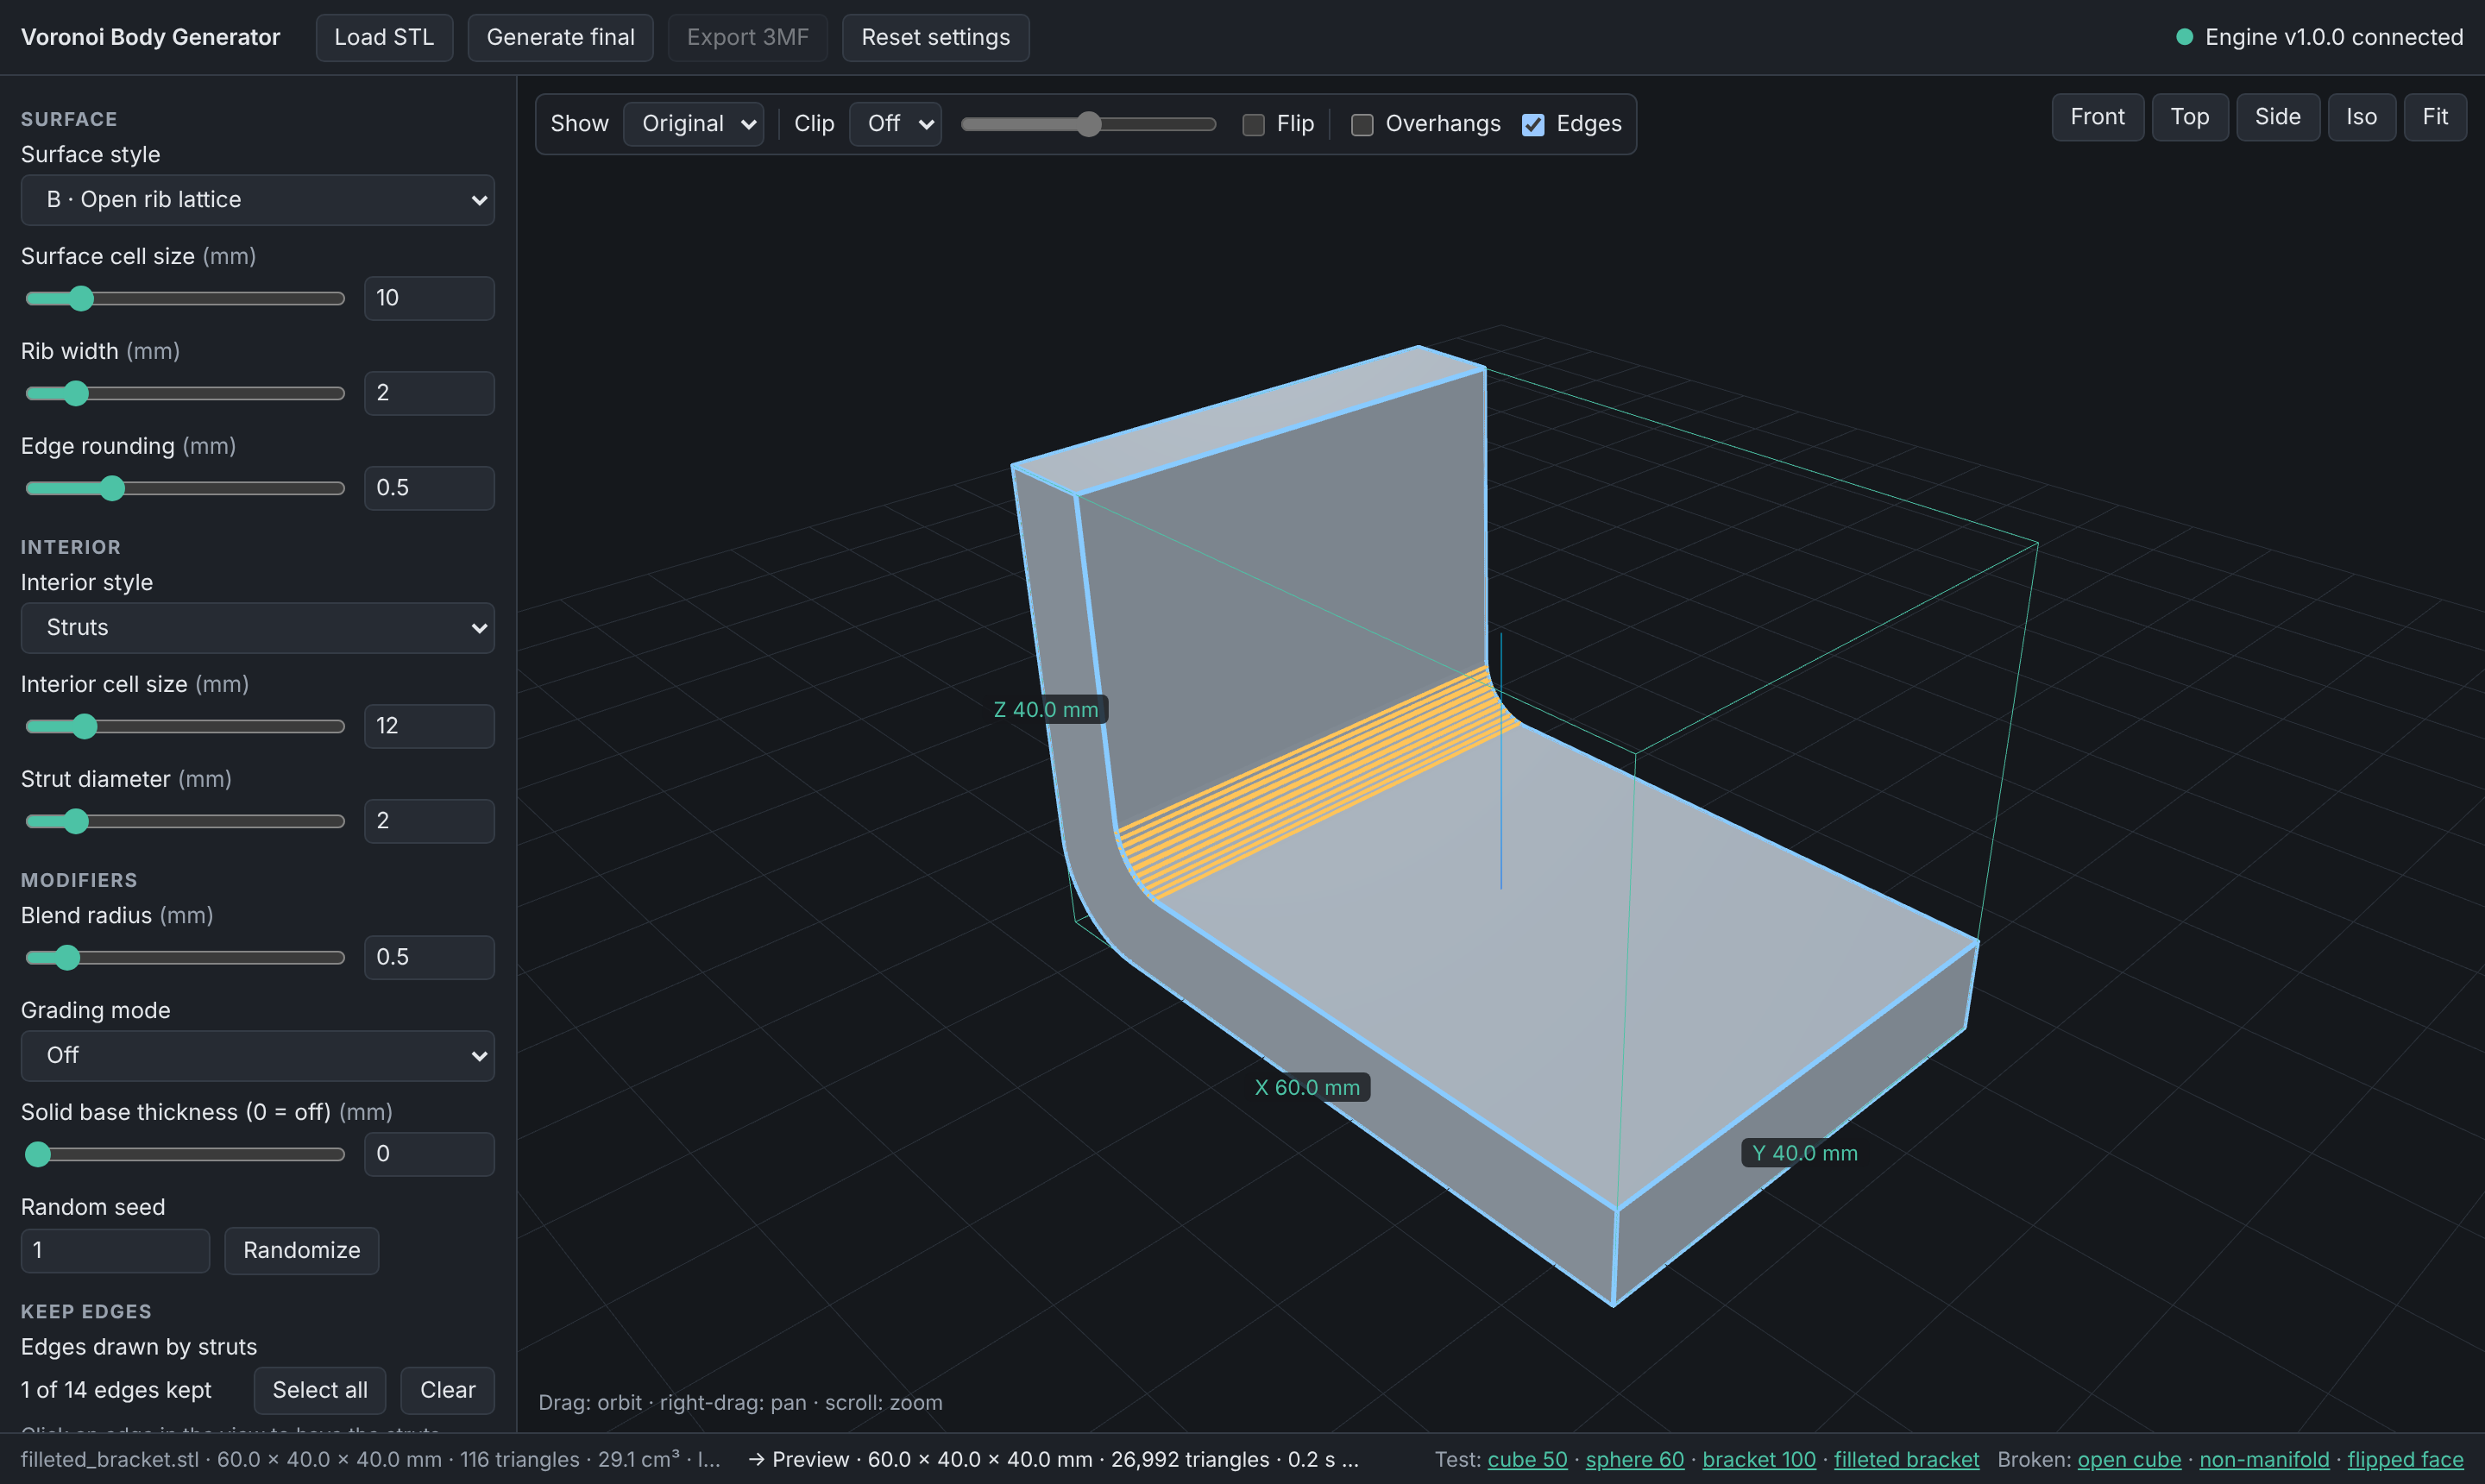 Voronoi Body Generator
Load STL
Generate final
Export 3MF
Reset settings
Engine v1.0.0 connected
SURFACE
Surface style
B · Open rib lattice
Surface cell size (mm)
10
Rib width (mm)
2
Edge rounding (mm)
0.5
INTERIOR
Interior style
Struts
Interior cell size (mm)
12
Strut diameter (mm)
2
MODIFIERS
Blend radius (mm)
0.5
Grading mode
Off
Solid base thickness (0 = off) (mm)
0
Random seed
1
Randomize
KEEP EDGES
Edges drawn by struts
1 of 14 edges kept
Select all
Clear
Show
Original
Clip
Off
Flip
Overhangs
Edges
Front
Top
Side
Iso
Fit
Z 40.0 mm
X 60.0 mm
Y 40.0 mm
Drag: orbit · right-drag: pan · scroll: zoom
filleted_bracket.stl · 60.0 × 40.0 × 40.0 mm · 116 triangles · 29.1 cm³ · l...
→ Preview · 60.0 × 40.0 × 40.0 mm · 26,992 triangles · 0.2 s ...
Test: cube 50 · sphere 60 · bracket 100 · filleted bracket
Broken: open cube · non-manifold · flipped face